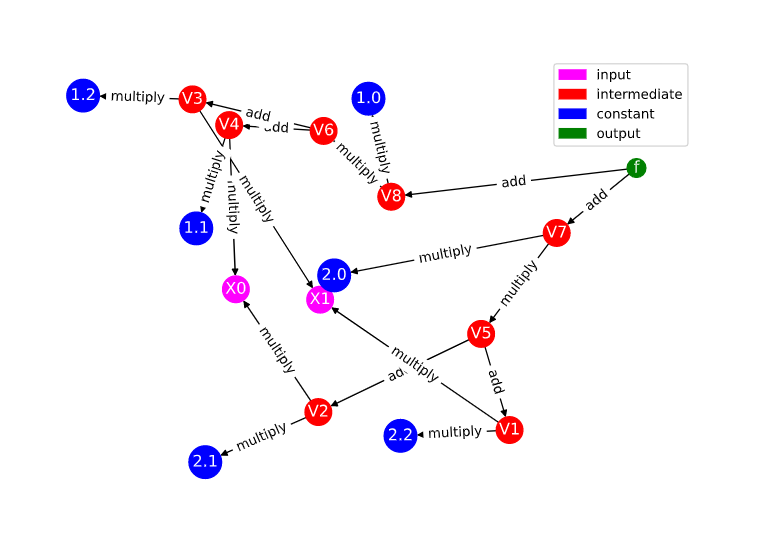 input
intermediate
constant
output
1.2
multiply
V3
1.0
add
V4
add
V6
multiply
multiply
f
add
V8
add
multiply
multiply
multiply
1.1
V7
multiply
2.0
multiply
X0
X1
V5
multiply
multiply
add
add
V2
V1
multiply
2.2
multiply
2.1